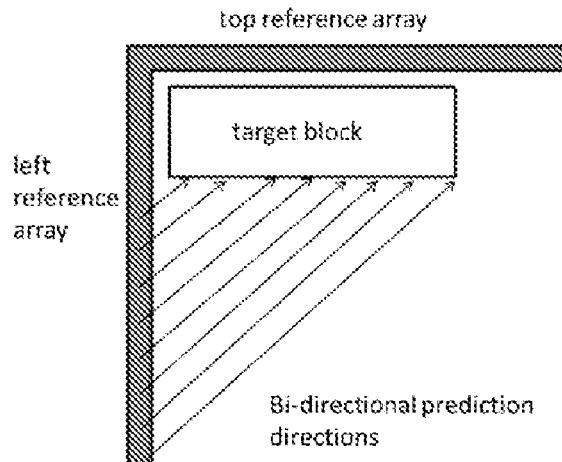 top reference array
target block
left
reference
array
Bi-directional prediction
directions